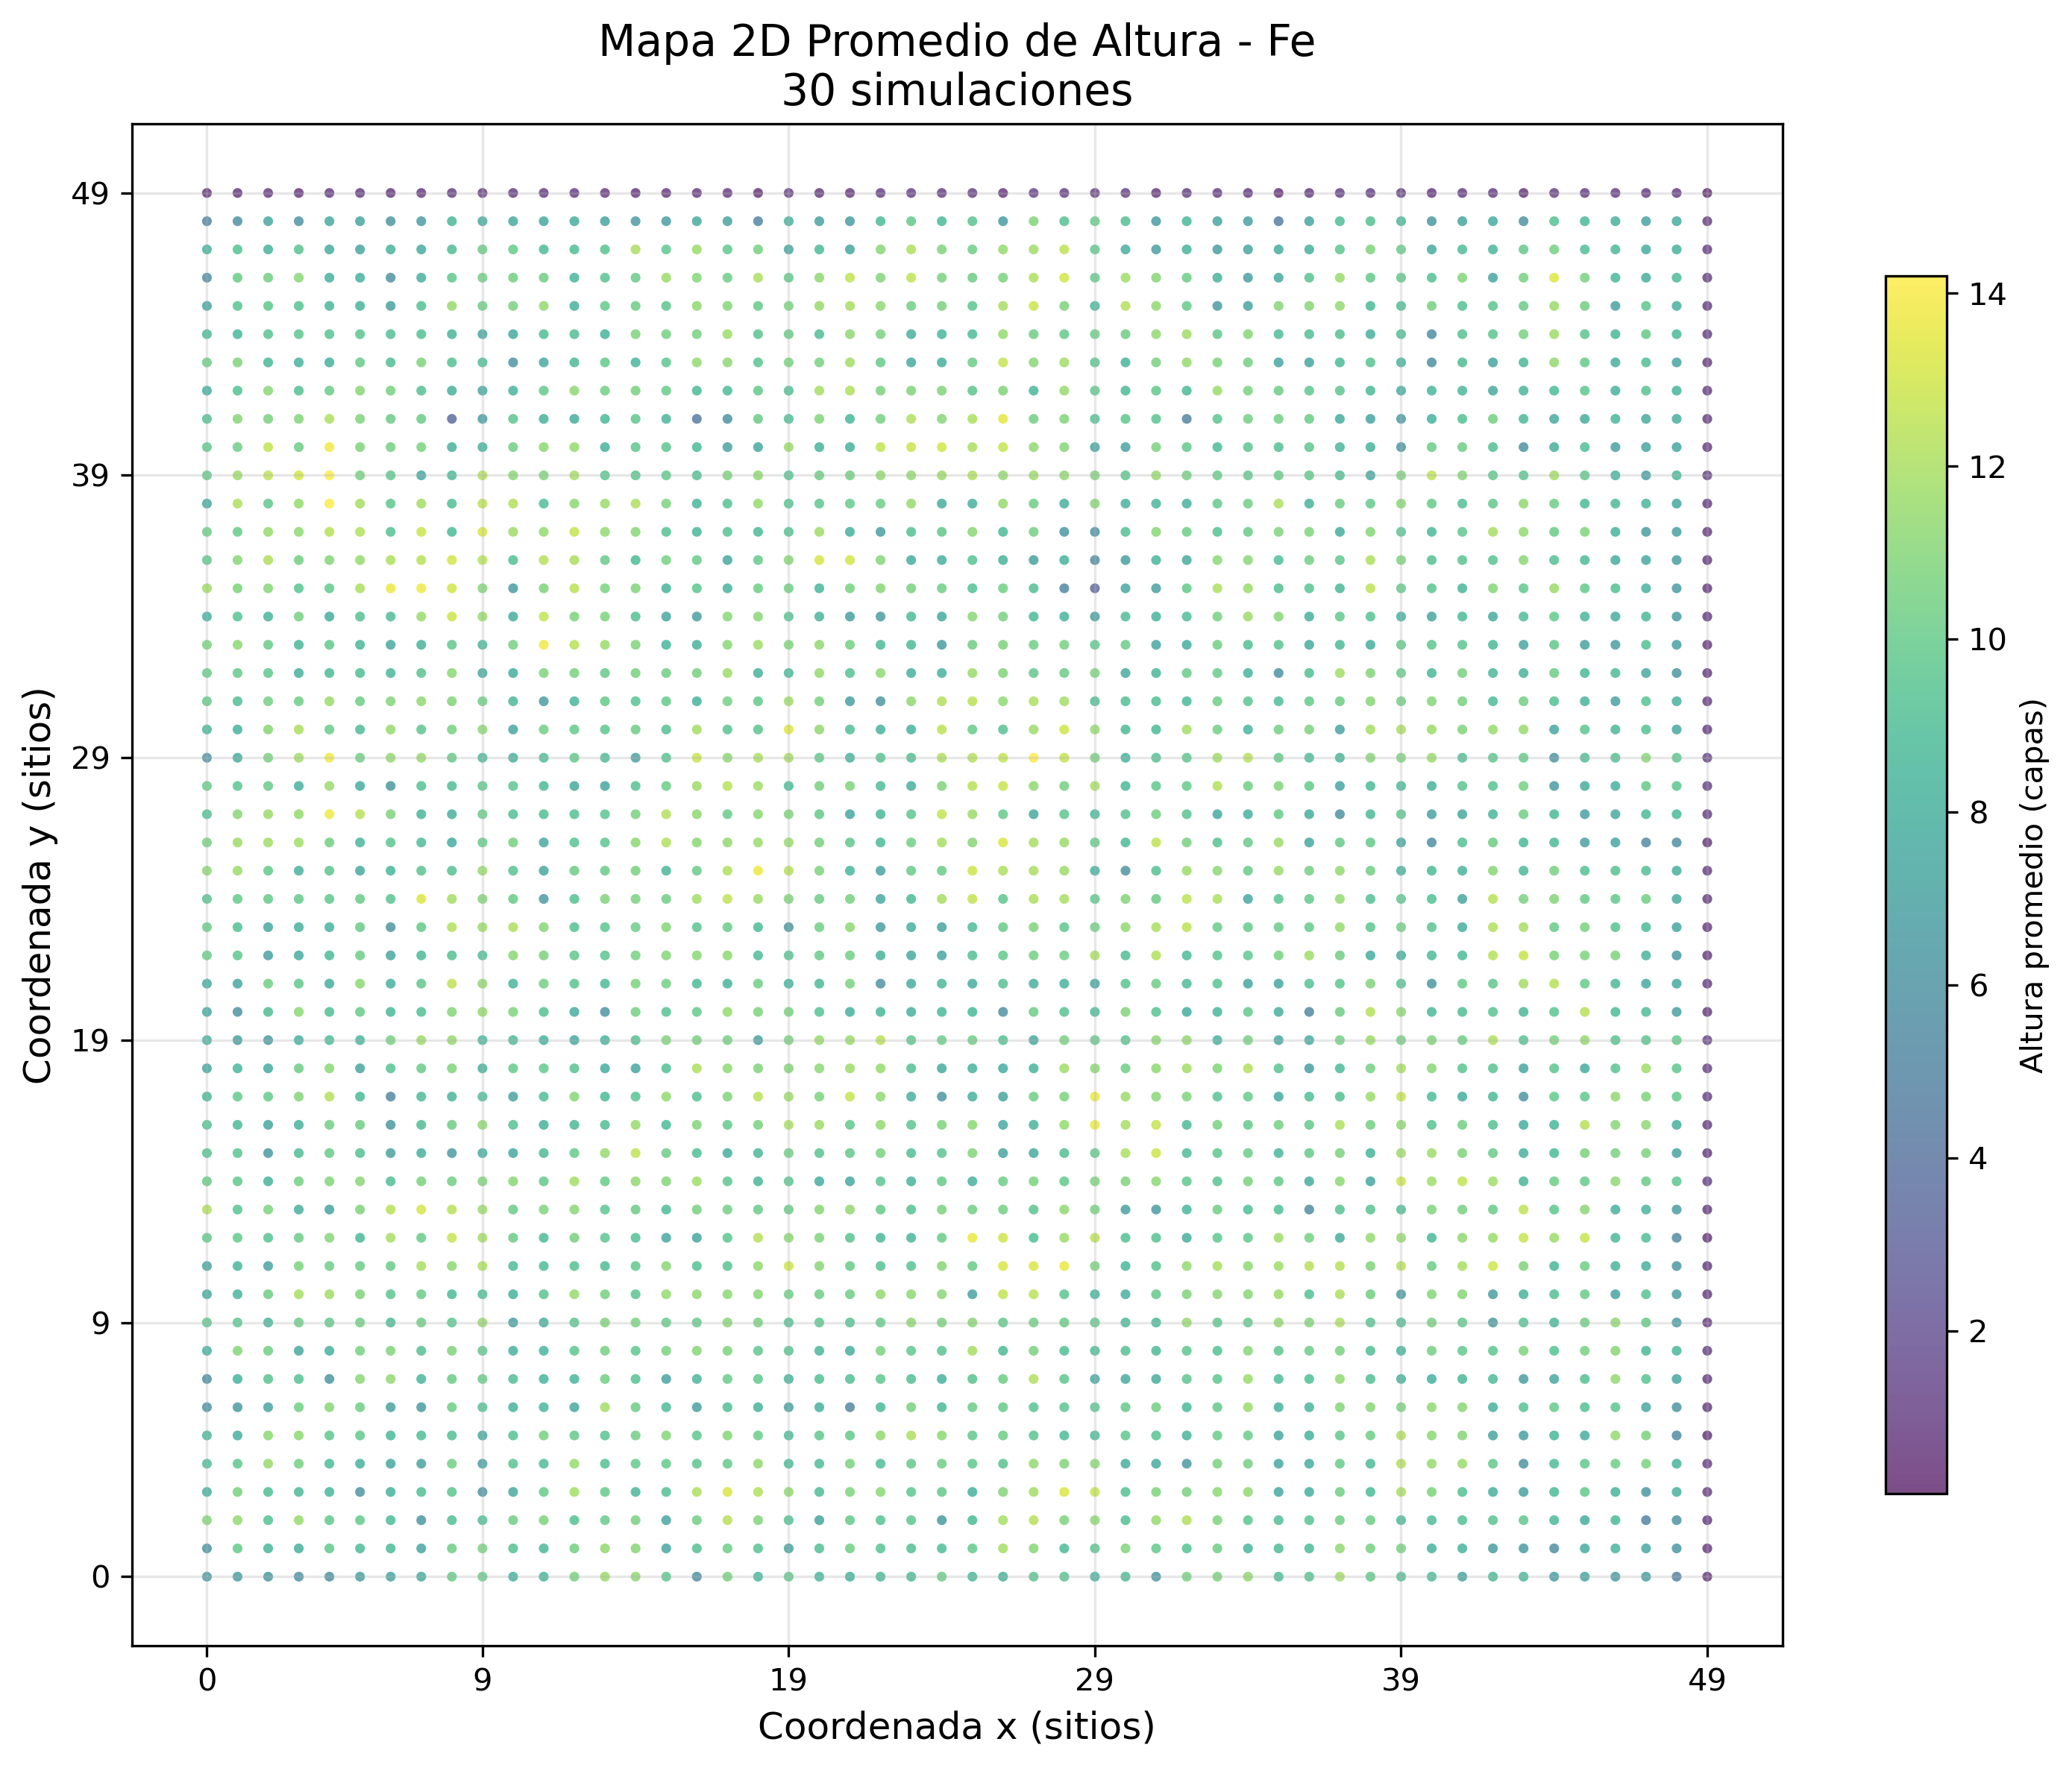 Mapa 2D Promedio de Altura - Fe
30 simulaciones
49
39
29
19
9
0
Coordenada y (sitios)
0 9 19 29 39 49
Coordenada x (sitios)
14
12
10
8
6
4
2
Altura promedio (capas)